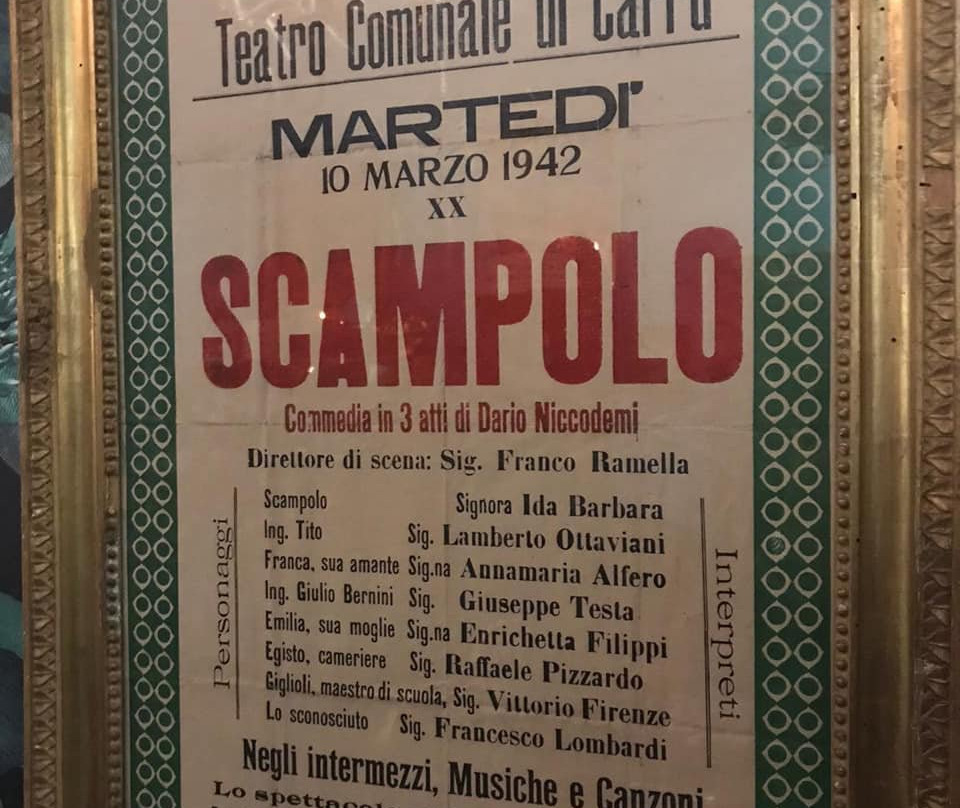 Teatro Comunale di Carrù
MARTEDI'
10 MARZO 1942
XX
SCAMPOLO
Commedia in 3 atti di Dario Niccodemi
Direttore di scena: Sig. Franco Ramella
Personaggi
Interpreti
Scampolo Signora Ida Barbara
Ing. Tito Sig. Lamberto Ottaviani
Franca, sua amante Sig.na Annamaria Alfero
Ing. Giulio Bernini Sig. Giuseppe Testa
Emilia, sua moglie Sig.na Enrichetta Filippi
Egisto, cameriere Sig. Raffaele Pizzardo
Giglioli, maestro di scuola, Sig. Vittorio Firenze
Lo sconosciuto Sig. Francesco Lombardi
Negli intermezzi, Musiche e Canzoni
Lo spettacolo